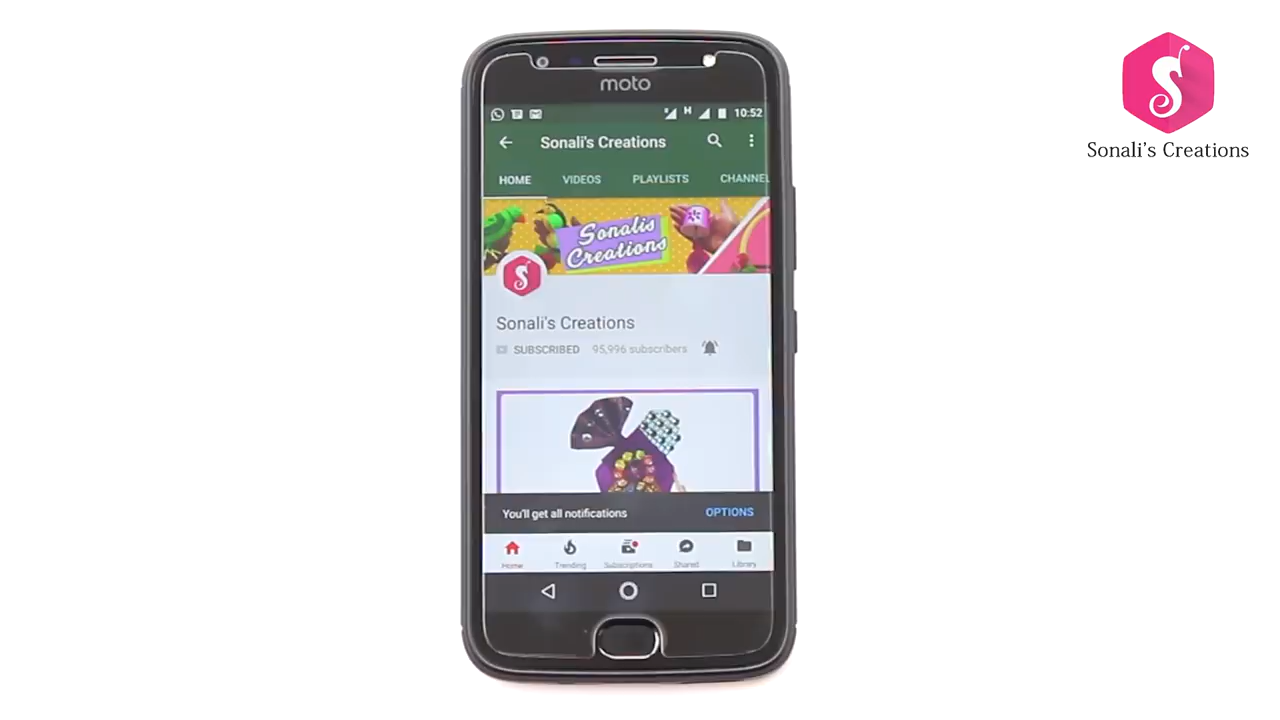 moto
10:52
Sonali's Creations
HOME VIDEOS PLAYLISTS CHANNEL
Sonalis
Creations
Sonali's Creations
SUBSCRIBED 95,996 subscribers
You'll get all notifications OPTIONS
Home Trending Subscriptions Shared Library
Sonali's Creations